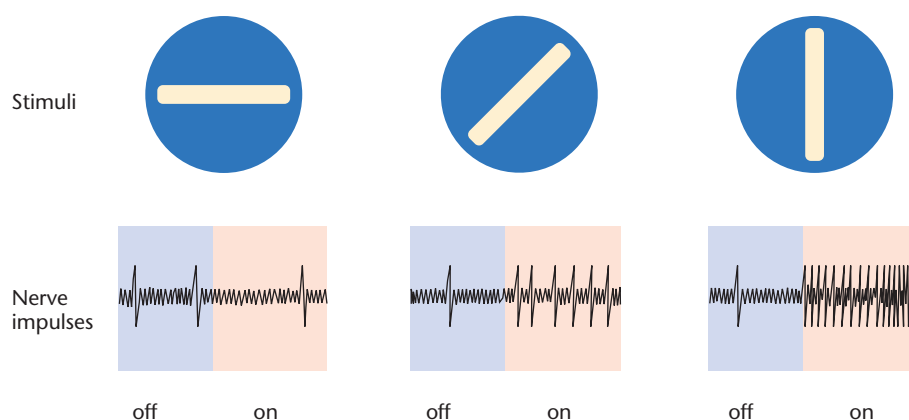 Stimuli
Nerve
impulses
off on off on off on